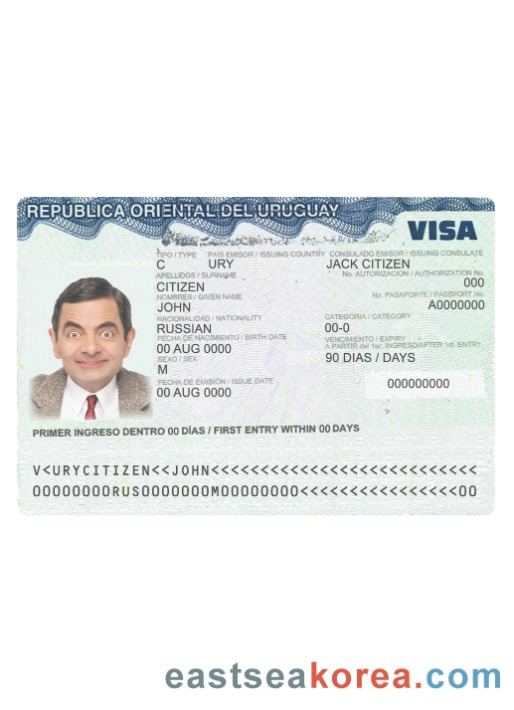 REPÚBLICA ORIENTAL DEL URUGUAY
VISA
TIPO / TYPE PAÍS EMISOR / ISSUING COUNTRY CONSULADO EMISOR / ISSUING CONSULATE
C URY JACK CITIZEN
APELLIDOS / SURNAME No. AUTORIZACION / AUTHORIZATION No.
CITIZEN 000
NOMBRES / GIVEN NAME No. PASAPORTE / PASSPORT No.
JOHN A0000000
NACIONALIDAD / NATIONALITY CATEGORIA / CATEGORY
RUSSIAN 00-0
FECHA DE NACIMIENTO / BIRTH DATE VENCIMIENTO / EXPIRY
A PARTIR del 1er. INGRESO/AFTER 1st. ENTRY
00 AUG 0000 90 DIAS / DAYS
SEXO / SEX
M
FECHA DE EMISIÓN / ISSUE DATE
00 AUG 0000 000000000
PRIMER INGRESO DENTRO 00 DÍAS / FIRST ENTRY WITHIN 00 DAYS
V<URYCITIZEN<<JOHN<<<<<<<<<<<<<<<<<<<<<<<<<<
00000000RUS0000000M00000000<<<<<<<<<<<<<<<00
eastseakorea.com